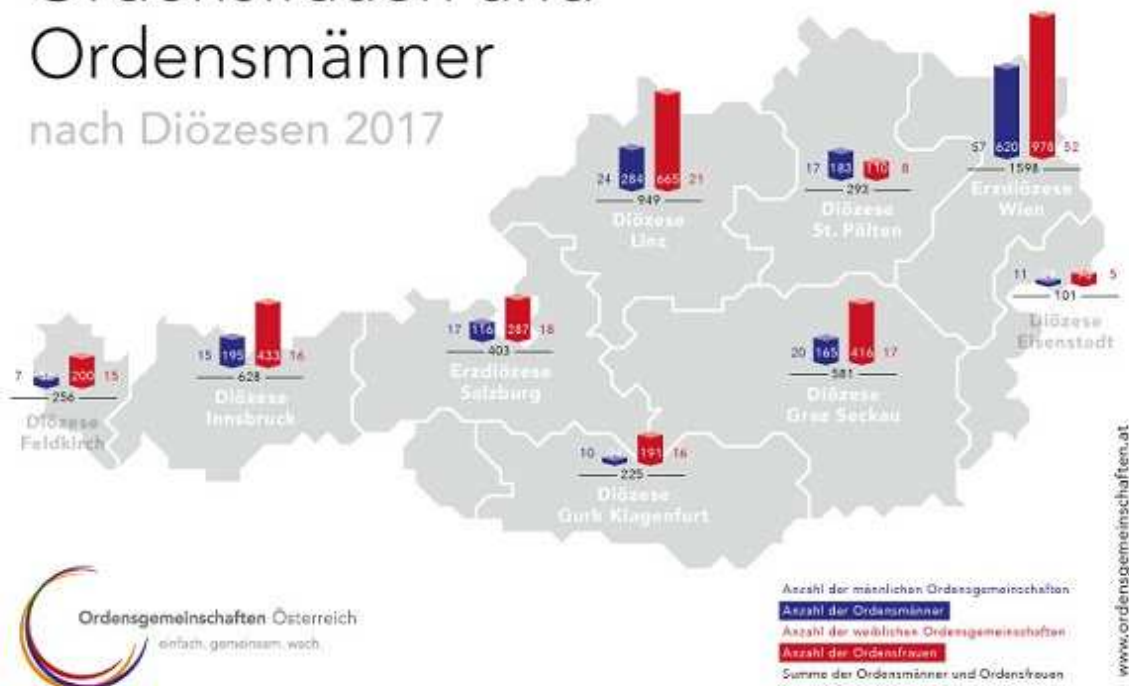 Ordensmänner
nach Diözesen 2017
57 620 978 52
1598
Erzdiözese
Wien
24 284 665 21
949
Diözese
Linz
17 183 110 8
293
Diözese
St. Pölten
11 5
101
Diözese
Eisenstadt
17 116 287 18
403
Erzdiözese
Salzburg
15 195 433 16
628
Diözese
Innsbruck
20 165 416 17
581
Diözese
Graz Seckau
7 200 15
256
Diözese
Feldkirch
10 191 16
225
Diözese
Gurk Klagenfurt
Ordensgemeinschaften Österreich
einfach. gemeinsam. wach.
Anzahl der männlichen Ordensgemeinschaften
Anzahl der Ordensmänner
Anzahl der weiblichen Ordensgemeinschaften
Anzahl der Ordensfrauen
Summe der Ordensmänner und Ordensfrauen
www.ordensgemeinschaften.at